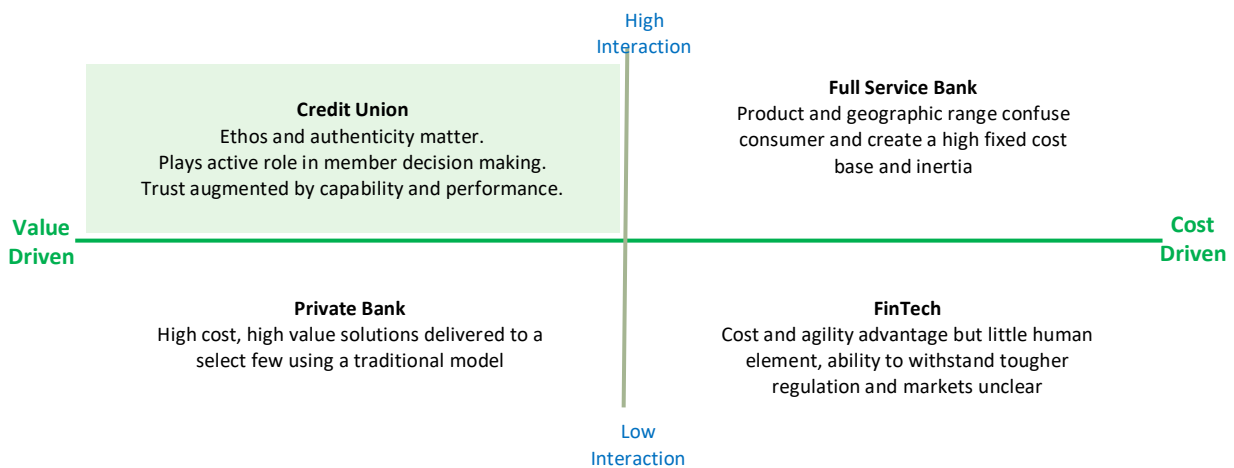 High
Interaction
Credit Union
Ethos and authenticity matter.
Plays active role in member decision making.
Trust augmented by capability and performance.
Full Service Bank
Product and geographic range confuse
consumer and create a high fixed cost
base and inertia
Value
Driven
Cost
Driven
Private Bank
High cost, high value solutions delivered to a
select few using a traditional model
FinTech
Cost and agility advantage but little human
element, ability to withstand tougher
regulation and markets unclear
Low
Interaction